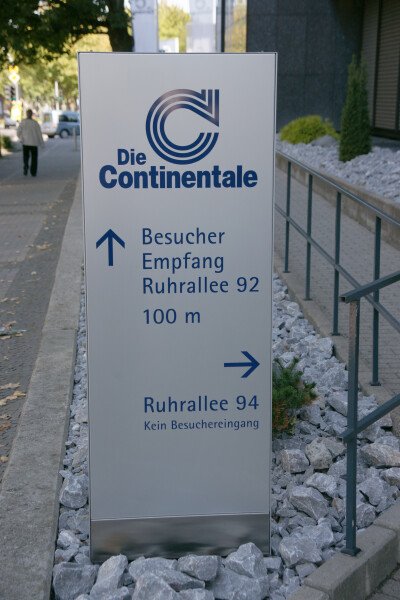 Die
Continentale
Besucher
Empfang
Ruhrallee 92
100 m
Ruhrallee 94
Kein Besuchereingang